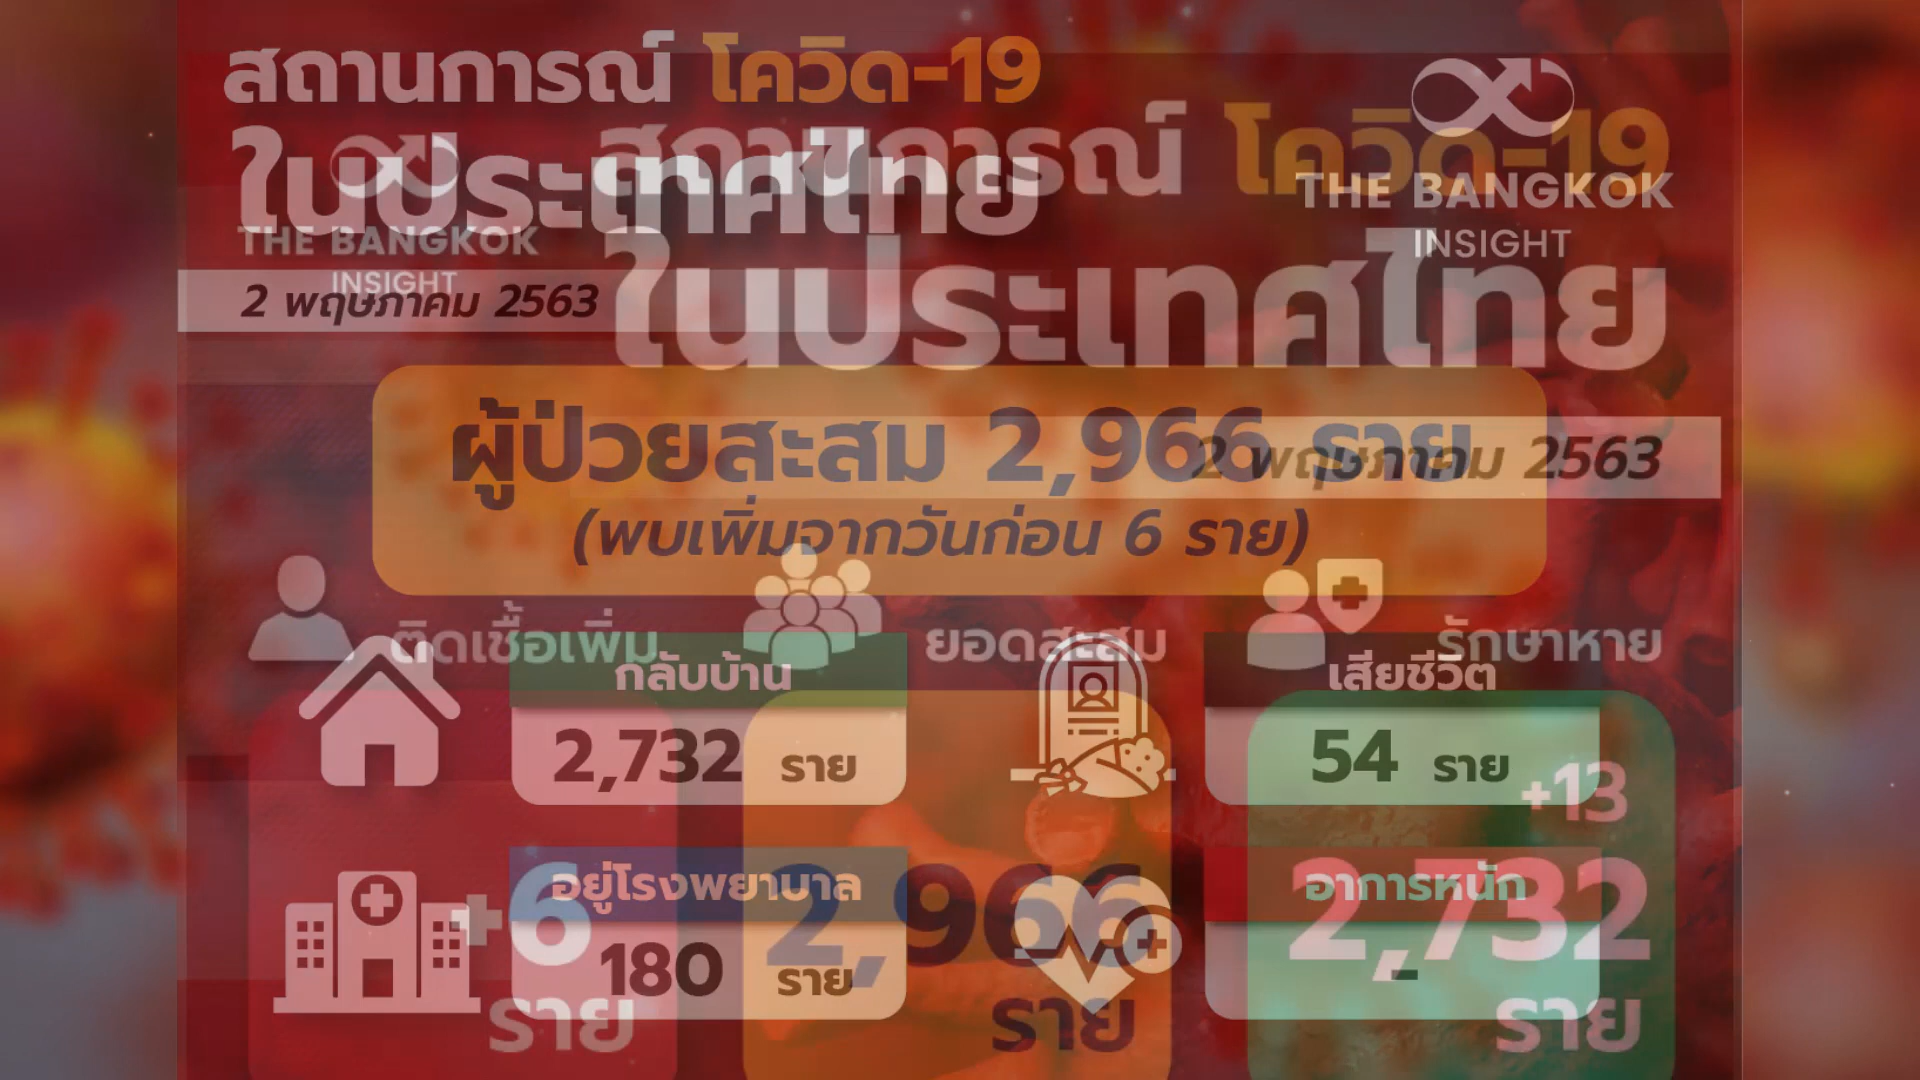 สถานการณ์ โควิด-19
ในประเทศไทย
THE BANGKOK
INSIGHT
2 พฤษภาคม 2563
สถานการณ์ โควิด-19
ในประเทศไทย
THE BANGKOK
INSIGHT
2 พฤษภาคม 2563
ผู้ป่วยสะสม 2,966 ราย
(พบเพิ่มจากวันก่อน 6 ราย)
กลับบ้าน
2,732 ราย
เสียชีวิต
54 ราย
อยู่โรงพยาบาล
180 ราย
อาการหนัก
-
ติดเชื้อเพิ่ม
+6
ราย
ยอดสะสม
2,966
ราย
รักษาหาย
+13
2,732
ราย